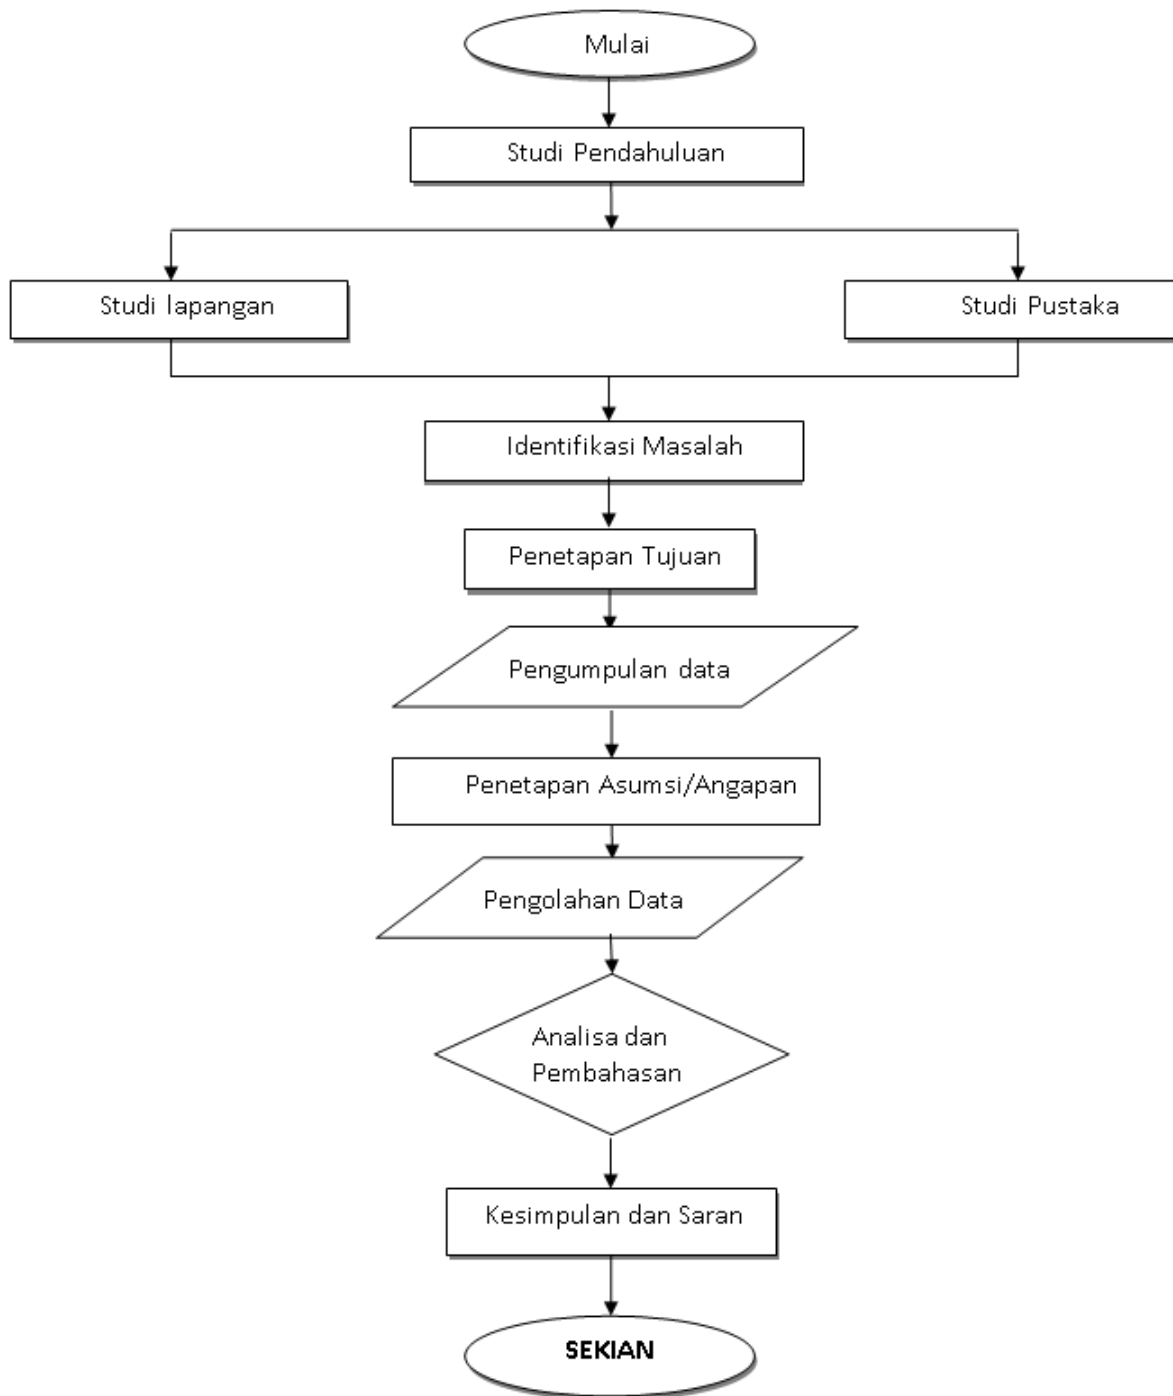 Mulai
Studi Pendahuluan
Studi lapangan
Studi Pustaka
Identifikasi Masalah
Penetapan Tujuan
Pengumpulan data
Penetapan Asumsi/Angapan
Pengolahan Data
Analisa dan
Pembahasan
Kesimpulan dan Saran
SEKIAN